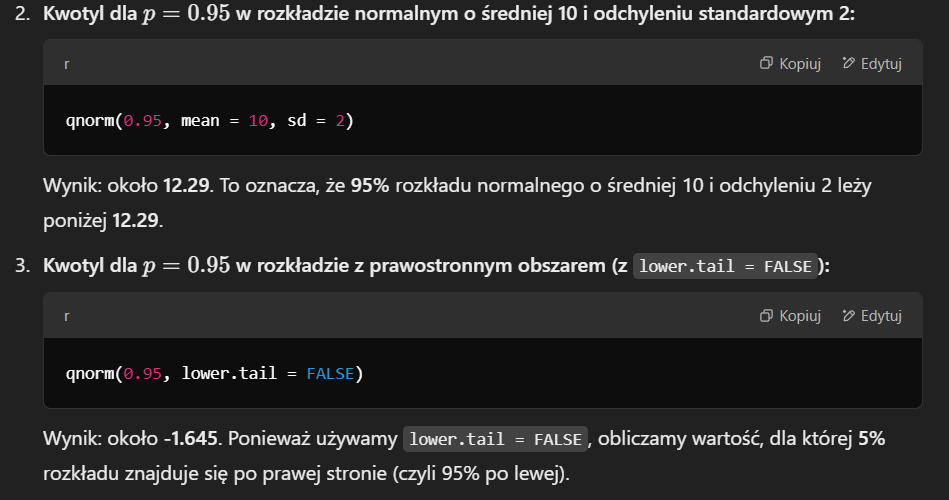 2. Kwotyl dla p = 0.95 w rozkładzie normalnym o średniej 10 i odchyleniu standardowym 2:
r Kopiuj Edytuj
qnorm(0.95, mean = 10, sd = 2)
Wynik: około 12.29. To oznacza, że 95% rozkładu normalnego o średniej 10 i odchyleniu 2 leży
poniżej 12.29.
3. Kwotyl dla p = 0.95 w rozkładzie z prawostronnym obszarem (z lower.tail = FALSE):
r Kopiuj Edytuj
qnorm(0.95, lower.tail = FALSE)
Wynik: około -1.645. Ponieważ używamy lower.tail = FALSE, obliczamy wartość, dla której 5%
rozkładu znajduje się po prawej stronie (czyli 95% po lewej).